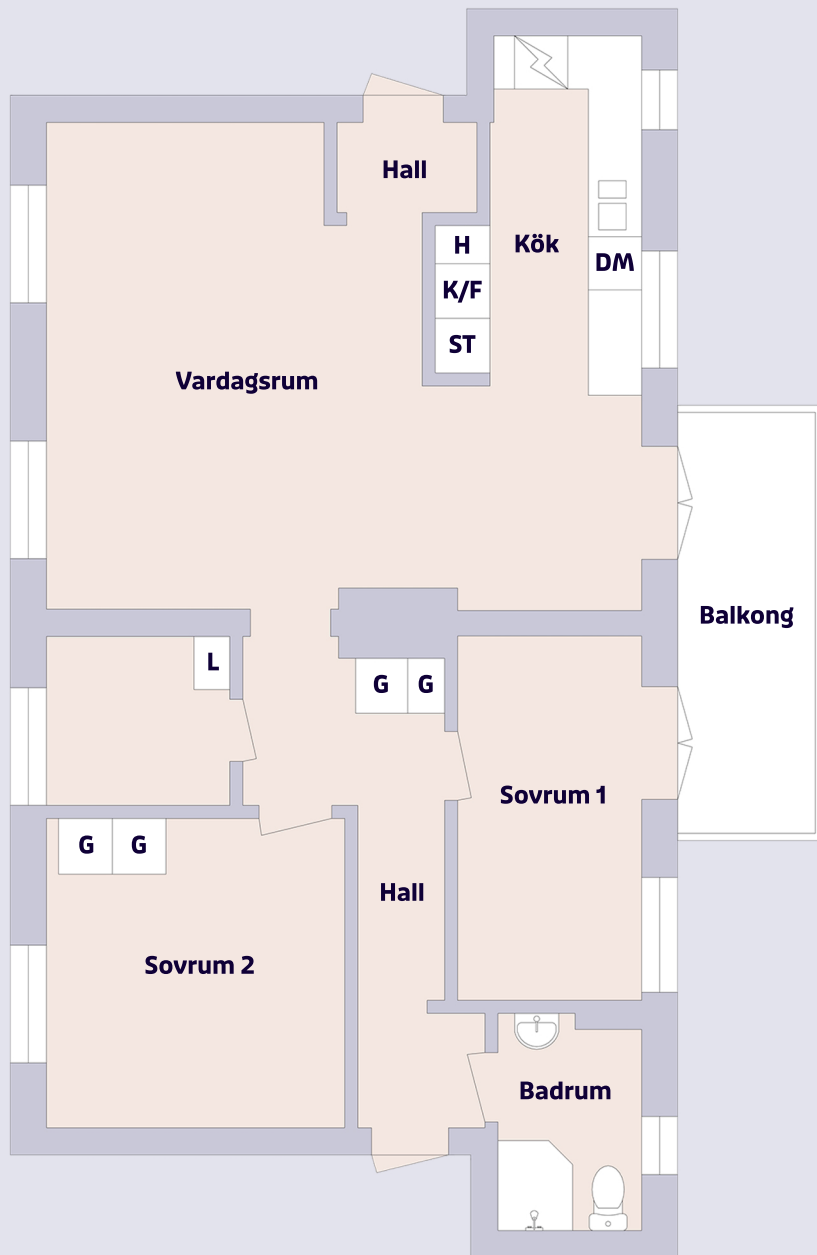 Hall
Kök
H
DM
K/F
ST
Vardagsrum
Balkong
L
G
G
Sovrum 1
G
G
Hall
Sovrum 2
Badrum